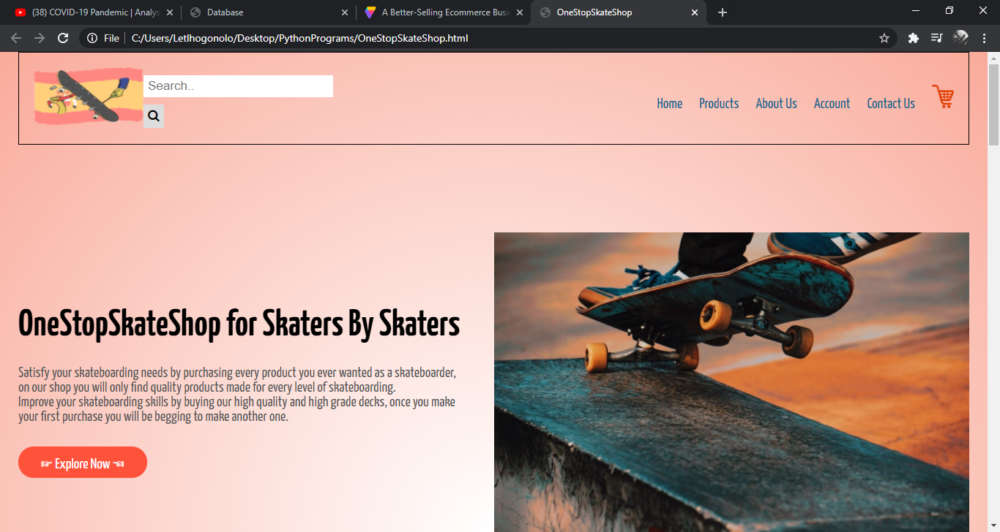 (38) COVID-19 Pandemic | Analys
Database
A Better-Selling Ecommerce Busi
OneStopSkateShop
File
C:/Users/Letlhogonolo/Desktop/PythonPrograms/OneStopSkateShop.html
Search..
Home
Products
About Us
Account
Contact Us
OneStopSkateShop for Skaters By Skaters
Satisfy your skateboarding needs by purchasing every product you ever wanted as a skateboarder,
on our shop you will only find quality products made for every level of skateboarding.
Improve your skateboarding skills by buying our high quality and high grade decks, once you make
your first purchase you will be begging to make another one.
☞ Explore Now ☜